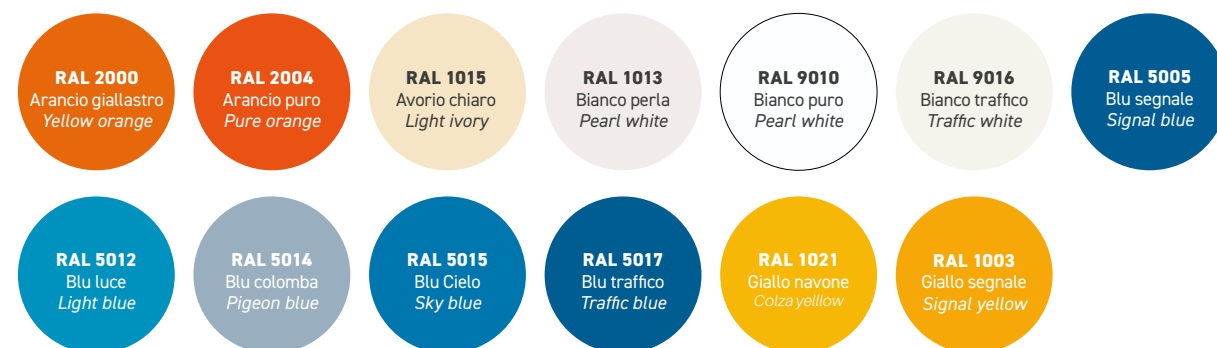 RAL 2000
Arancio giallastro
Yellow orange
RAL 2004
Arancio puro
Pure orange
RAL 1015
Avorio chiaro
Light ivory
RAL 1013
Bianco perla
Pearl white
RAL 9010
Bianco puro
Pearl white
RAL 9016
Bianco traffico
Traffic white
RAL 5005
Blu segnale
Signal blue
RAL 5012
Blu luce
Light blue
RAL 5014
Blu colomba
Pigeon blue
RAL 5015
Blu Cielo
Sky blue
RAL 5017
Blu traffico
Traffic blue
RAL 1021
Giallo navone
Colza yelllow
RAL 1003
Giallo segnale
Signal yellow